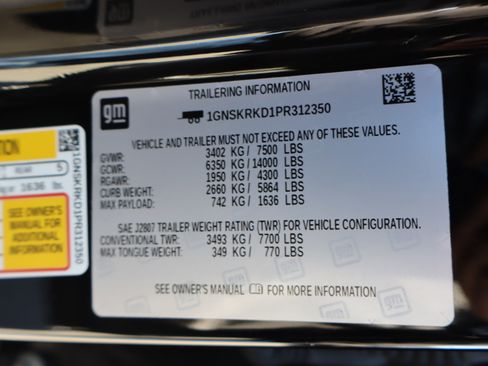 TRAILERING INFORMATION
gm
1GNSKRKD1PR312350
VEHICLE AND TRAILER MUST NOT EXCEED ANY OF THESE VALUES.
GVWR: 3402 KG / 7500 LBS
GCWR: 6350 KG / 14000 LBS
RGAWR: 1950 KG / 4300 LBS
CURB WEIGHT: 2660 KG / 5864 LBS
MAX PAYLOAD: 742 KG / 1636 LBS
SAE J2807 TRAILER WEIGHT RATING (TWR) FOR VEHICLE CONFIGURATION.
CONVENTIONAL TWR: 3493 KG / 7700 LBS
MAX TONGUE WEIGHT: 349 KG / 770 LBS
SEE OWNER'S MANUAL FOR MORE INFORMATION
REAR 5
1636 lbs.
SEE OWNER'S
MANUAL FOR
ADDITIONAL
INFORMATION
1GNSKRKD1PR312350